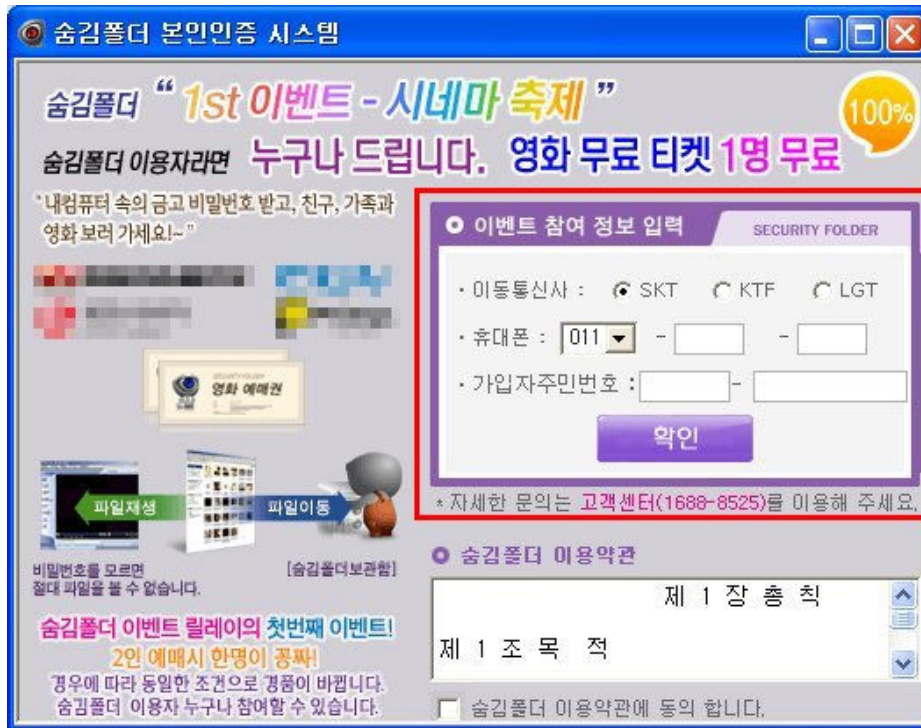 숨김폴더 본인인증 시스템
숨김폴더 “ 1st 이벤트 - 시네마 축제 ”
100%
숨김폴더 이용자라면 누구나 드립니다. 영화 무료 티켓 1명 무료
"내컴퓨터 속의 금고 비밀번호 받고, 친구, 가족과
영화 보러 가세요!~"
이벤트 참여 정보 입력
SECURITY FOLDER
· 이동통신사 : SKT KTF LGT
· 휴대폰 : 011 - -
· 가입자주민번호 : -
확인
* 자세한 문의는 고객센터(1688-8525)를 이용해 주세요.
SECURITY FOLDER
영화 예매권
파일재생
파일이동
비밀번호를 모르면
절대 파일을 볼 수 없습니다.
[숨김폴더보관함]
숨김폴더 이벤트 릴레이의 첫번째 이벤트!
2인 예매시 한명이 공짜!
경우에 따라 동일한 조건으로 경품이 바뀝니다.
숨김폴더 이용자 누구나 참여할 수 있습니다.
숨김폴더 이용약관
제 1 장 총 칙
제 1 조 목 적
숨김폴더 이용약관에 동의 합니다.